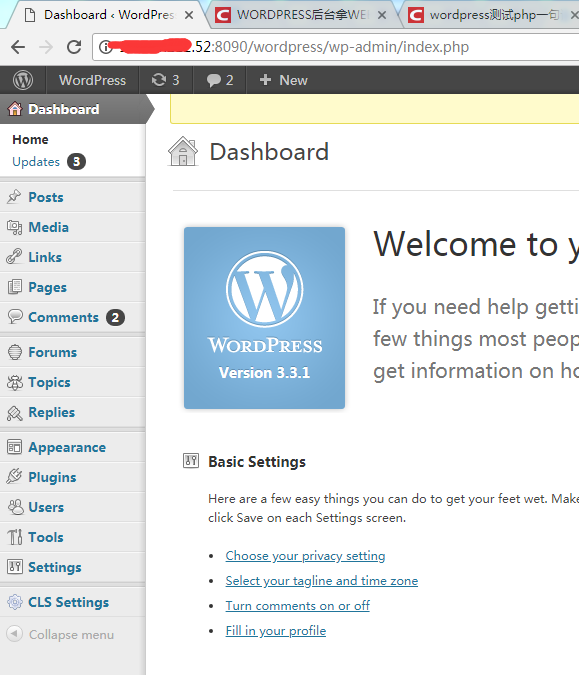 Dashboard ‹ WordPres
WORDPRESS后台拿WE
wordpress测试php一句
.52:8090/wordpress/wp-admin/index.php
WordPress 3 2 New
Dashboard
Home
Updates 3
Posts
Media
Links
Pages
Comments 2
Forums
Topics
Replies
Appearance
Plugins
Users
Tools
Settings
CLS Settings
Collapse menu
Dashboard
WORDPRESS
Version 3.3.1
Welcome to y
If you need help getti
few things most peop
get information on ho
Basic Settings
Here are a few easy things you can do to get your feet wet. Make
click Save on each Settings screen.
Choose your privacy setting
Select your tagline and time zone
Turn comments on or off
Fill in your profile